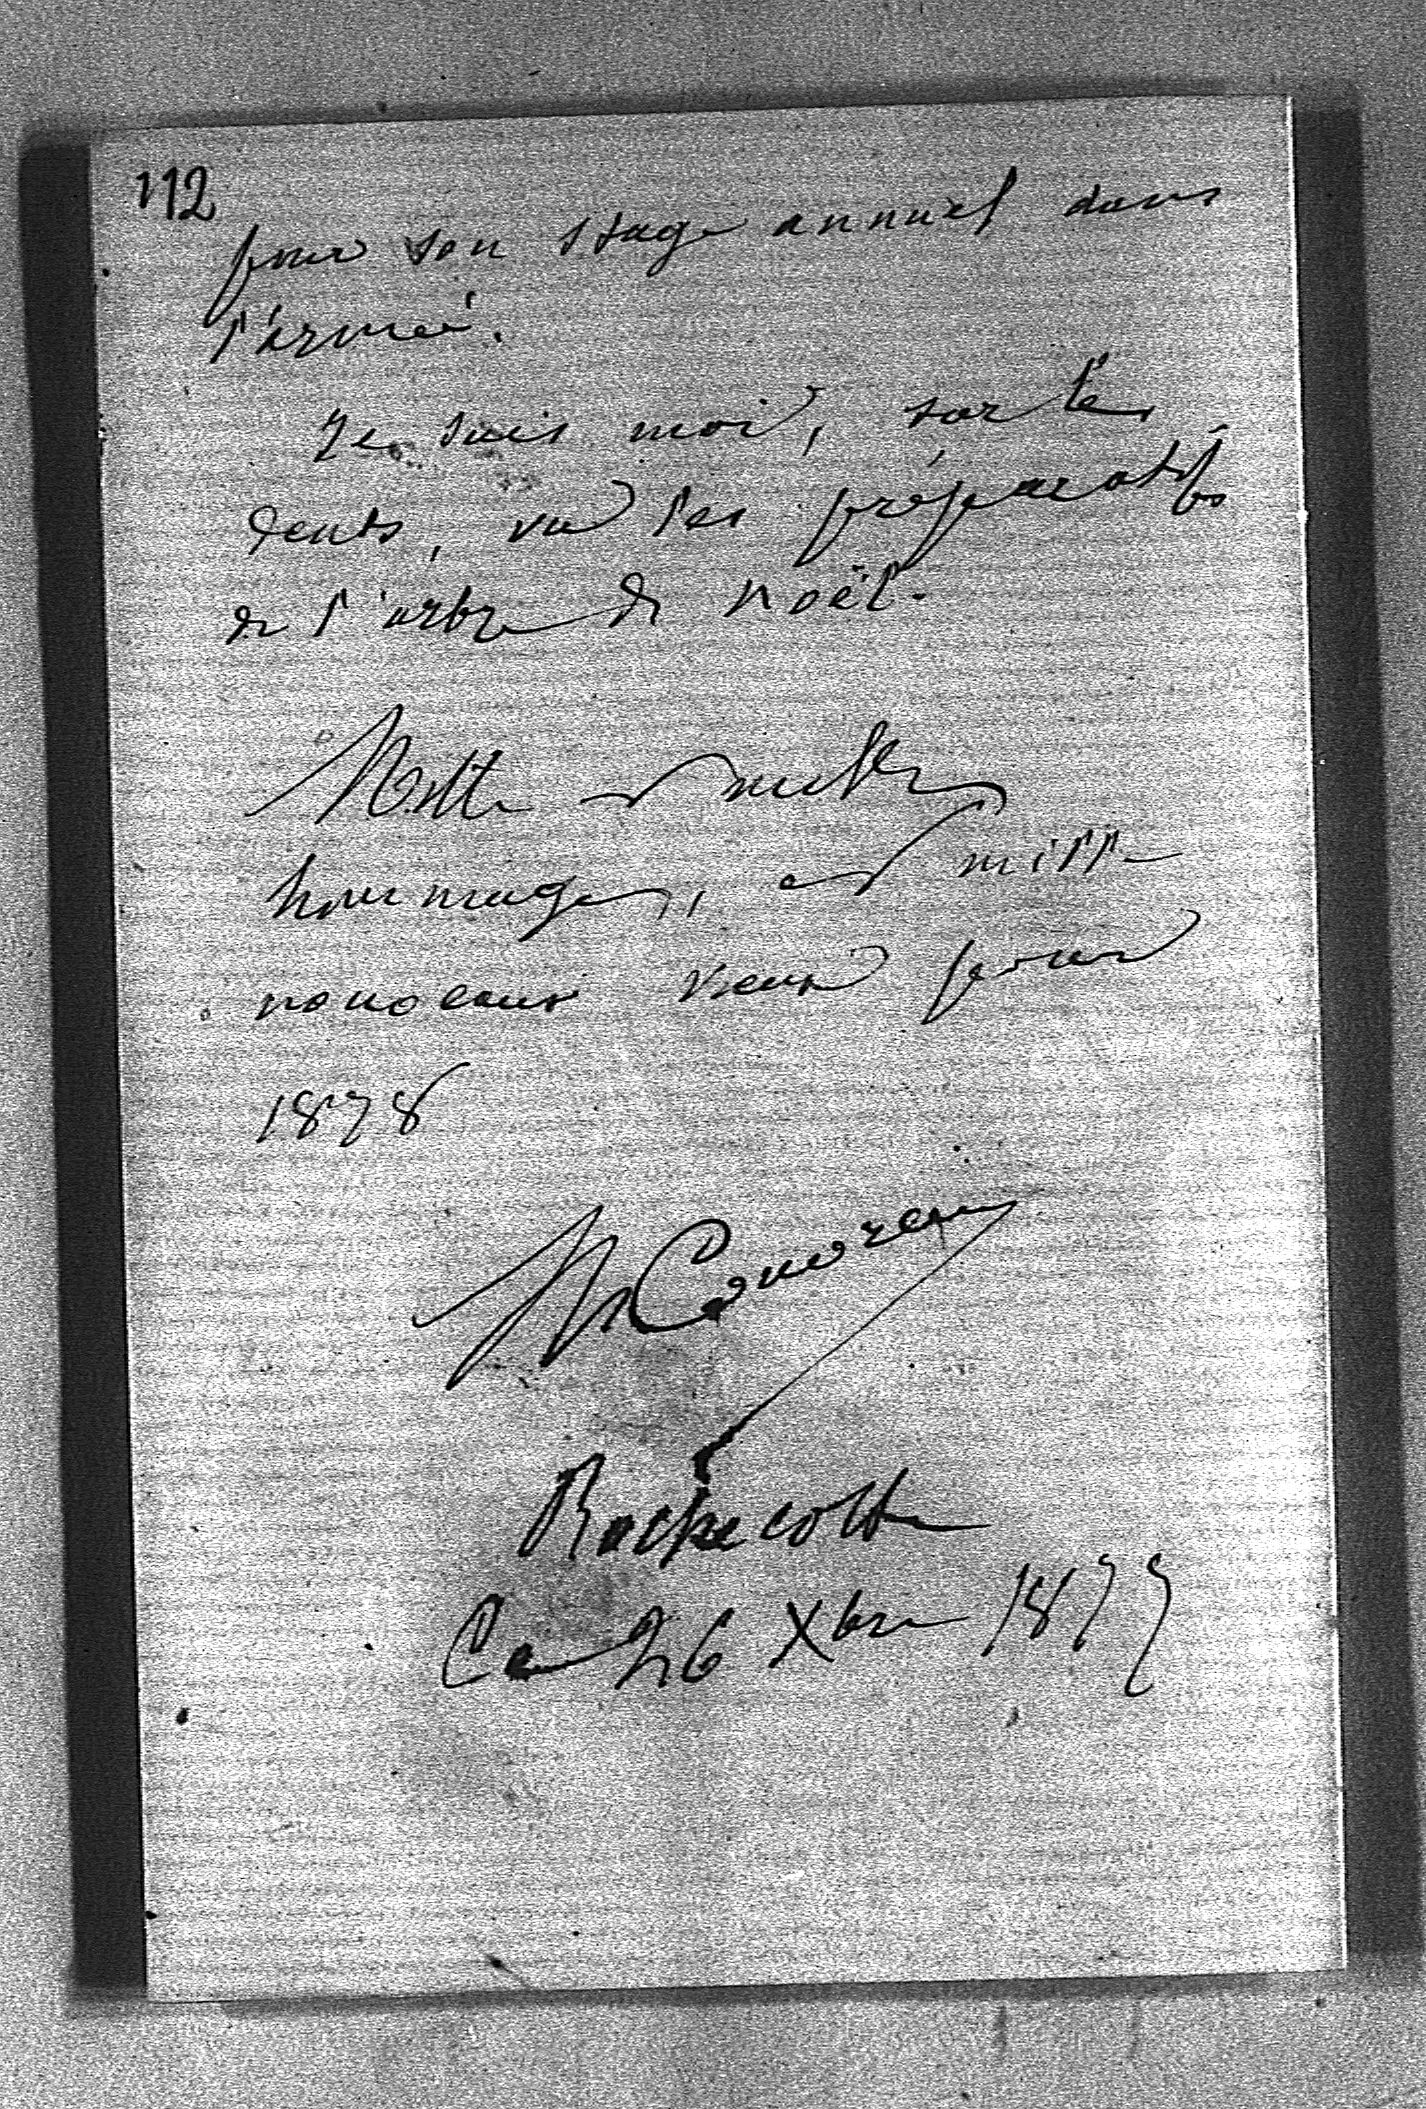 112
pour son stage annuel dans
l'armée.
Je suis moi, sur les
dents, vu les préparatifs
de l'arbre de noël.
Mille et mille
hommages, et mille
nouveaux vœux pour
1878
Rochecotte
Ce 26 Xbre 1877